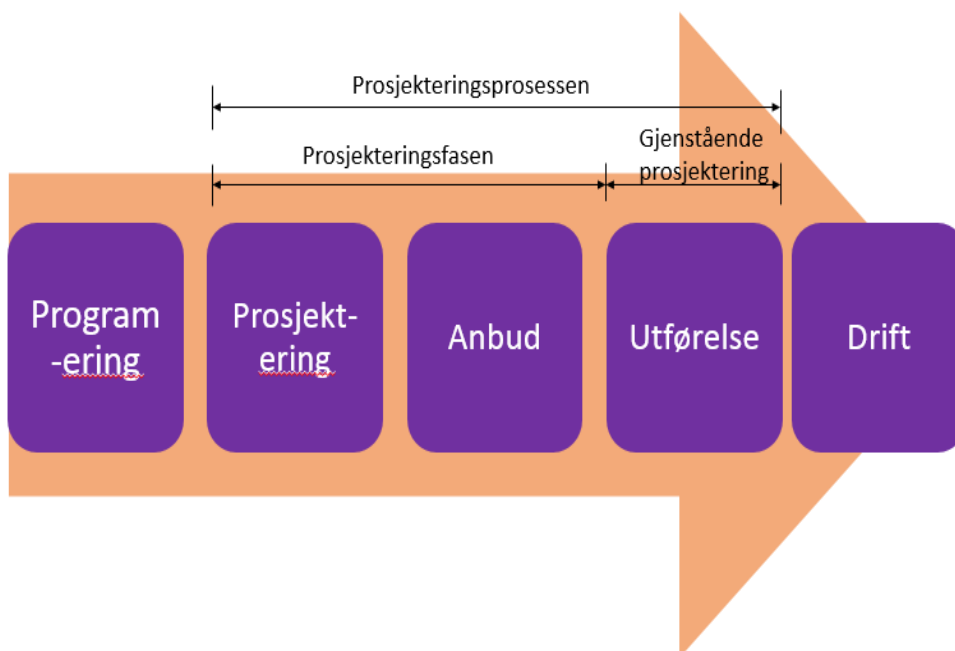 Prosjekteringsprosessen
Prosjekteringsfasen
Gjenstående
prosjektering
Program
-ering
Prosjekt-
ering
Anbud
Utførelse
Drift